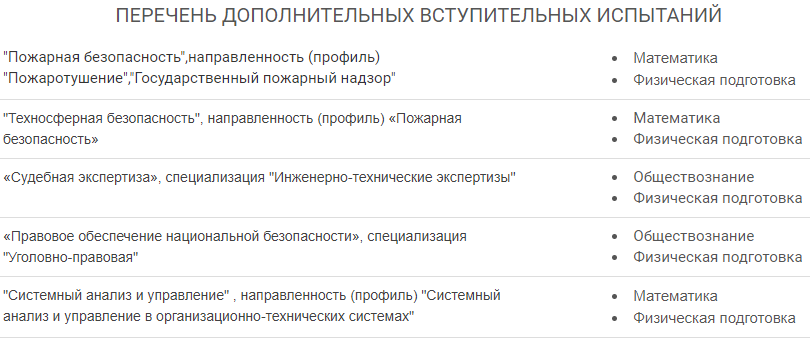 ПЕРЕЧЕНЬ ДОПОЛНИТЕЛЬНЫХ ВСТУПИТЕЛЬНЫХ ИСПЫТАНИЙ
"Пожарная безопасность",направленность (профиль)
"Пожаротушение","Государственный пожарный надзор"
• Математика
• Физическая подготовка
"Техносферная безопасность", направленность (профиль) «Пожарная
безопасность»
• Математика
• Физическая подготовка
«Судебная экспертиза», специализация "Инженерно-технические экспертизы"
• Обществознание
• Физическая подготовка
«Правовое обеспечение национальной безопасности», специализация
"Уголовно-правовая"
• Обществознание
• Физическая подготовка
"Системный анализ и управление" , направленность (профиль) "Системный
анализ и управление в организационно-технических системах"
• Математика
• Физическая подготовка